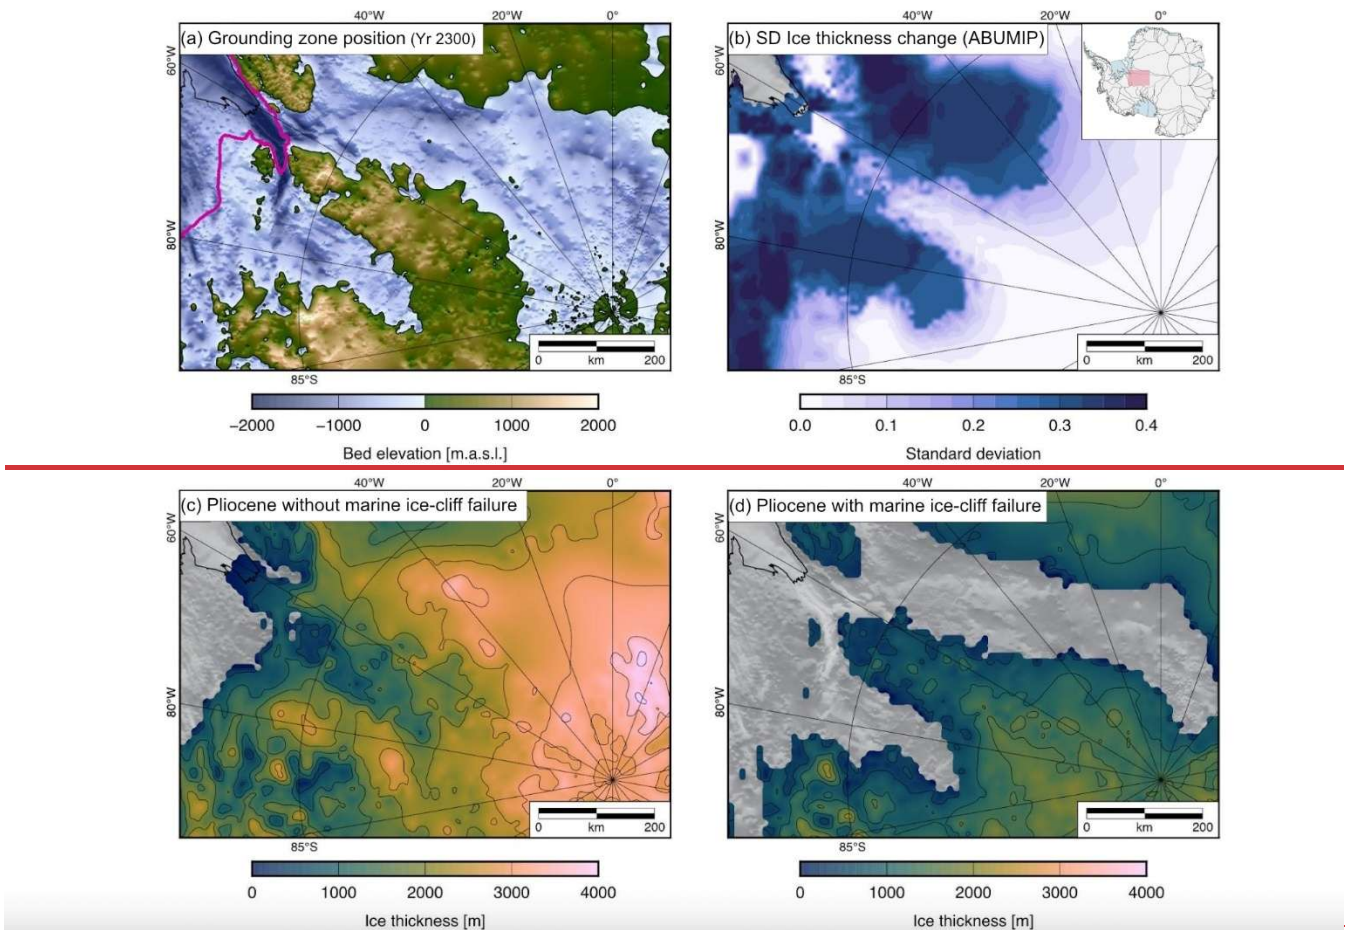 40°W 20°W 0°
(a) Grounding zone position (Yr 2300)
60°W
80°W
0 km 200
85°S
−2000 −1000 0 1000 2000
Bed elevation [m.a.s.l.]
40°W 20°W 0°
(b) SD Ice thickness change (ABUMIP)
60°W
80°W
0 km 200
85°S
0.0 0.1 0.2 0.3 0.4
Standard deviation
40°W 20°W 0°
(c) Pliocene without marine ice-cliff failure
60°W
80°W
0 km 200
85°S
0 1000 2000 3000 4000
Ice thickness [m]
40°W 20°W 0°
(d) Pliocene with marine ice-cliff failure
60°W
80°W
0 km 200
85°S
0 1000 2000 3000 4000
Ice thickness [m]